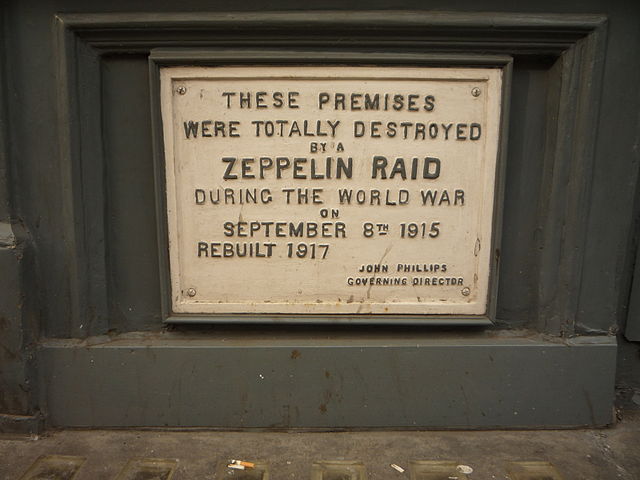 THESE PREMISES
WERE TOTALLY DESTROYED
BY A
ZEPPELIN RAID
DURING THE WORLD WAR
ON
SEPTEMBER 8TH 1915
REBUILT 1917
JOHN PHILLIPS
GOVERNING DIRECTOR